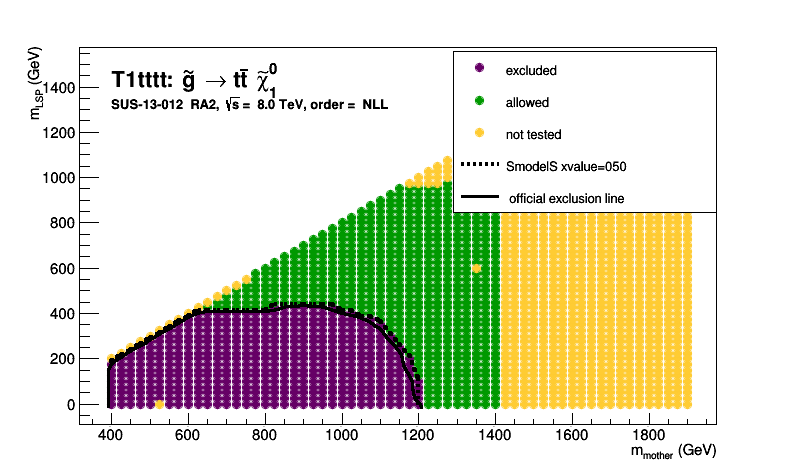 T1tttt: g̃ → tt̄ χ̃₁⁰
SUS-13-012 RA2, √s = 8.0 TeV, order = NLL
excluded
allowed
not tested
SmodelS xvalue=050
official exclusion line
m_LSP (GeV)
1400
1200
1000
800
600
400
200
0
400 600 800 1000 1200 1400 1600 1800
m_mother (GeV)